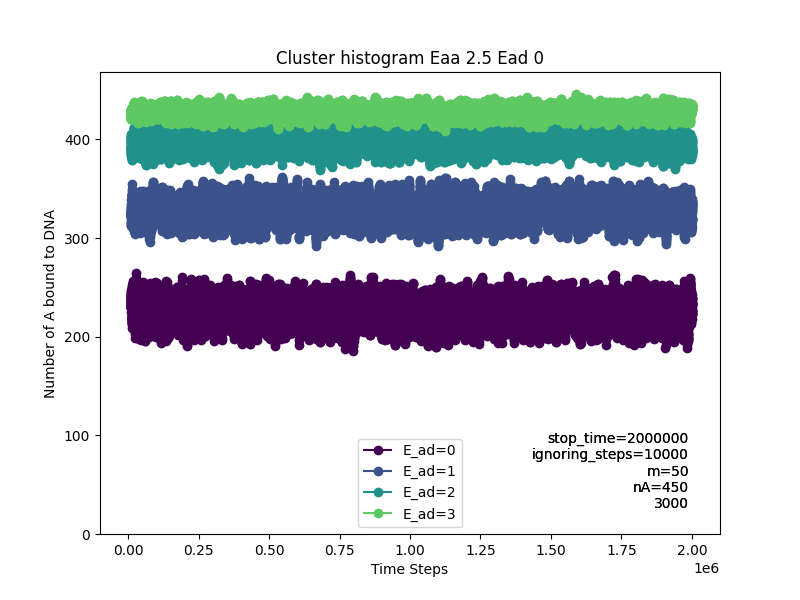 Cluster histogram Eaa 2.5 Ead 0
Number of A bound to DNA
400
300
200
100
0
E_ad=0
E_ad=1
E_ad=2
E_ad=3
stop_time=2000000
ignoring_steps=10000
m=50
nA=450
3000
0.00 0.25 0.50 0.75 1.00 1.25 1.50 1.75 2.00
1e6
Time Steps